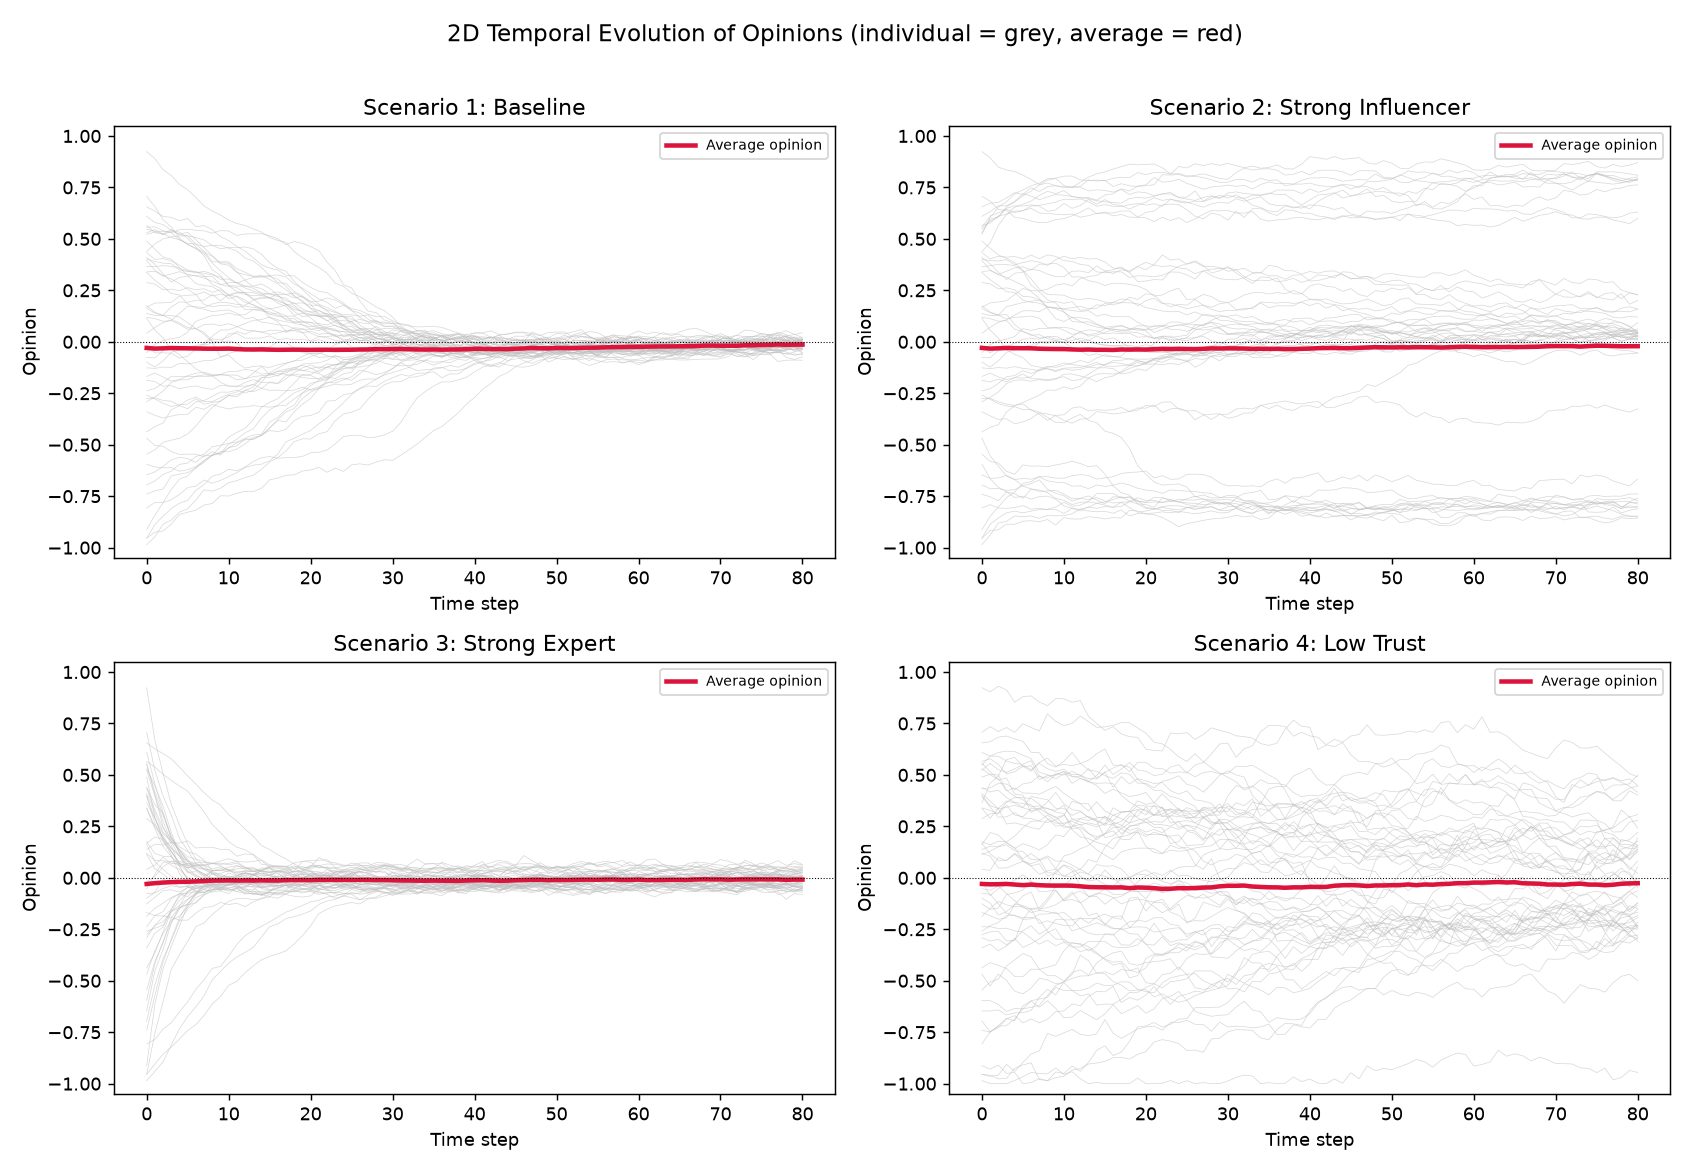 2D Temporal Evolution of Opinions (individual = grey, average = red)
Scenario 1: Baseline
Average opinion
1.00
0.75
0.50
0.25
0.00
−0.25
−0.50
−0.75
−1.00
Opinion
0 10 20 30 40 50 60 70 80
Time step
Scenario 2: Strong Influencer
Average opinion
1.00
0.75
0.50
0.25
0.00
−0.25
−0.50
−0.75
−1.00
Opinion
0 10 20 30 40 50 60 70 80
Time step
Scenario 3: Strong Expert
Average opinion
1.00
0.75
0.50
0.25
0.00
−0.25
−0.50
−0.75
−1.00
Opinion
0 10 20 30 40 50 60 70 80
Time step
Scenario 4: Low Trust
Average opinion
1.00
0.75
0.50
0.25
0.00
−0.25
−0.50
−0.75
−1.00
Opinion
0 10 20 30 40 50 60 70 80
Time step